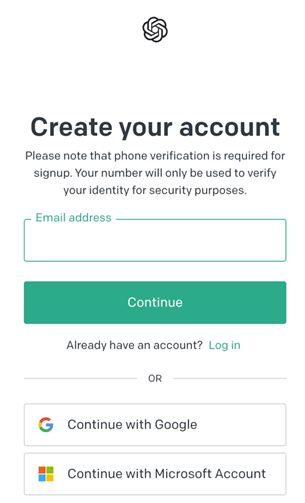 Create your account
Please note that phone verification is required for
signup. Your number will only be used to verify
your identity for security purposes.
Email address
Continue
Already have an account? Log in
OR
Continue with Google
Continue with Microsoft Account